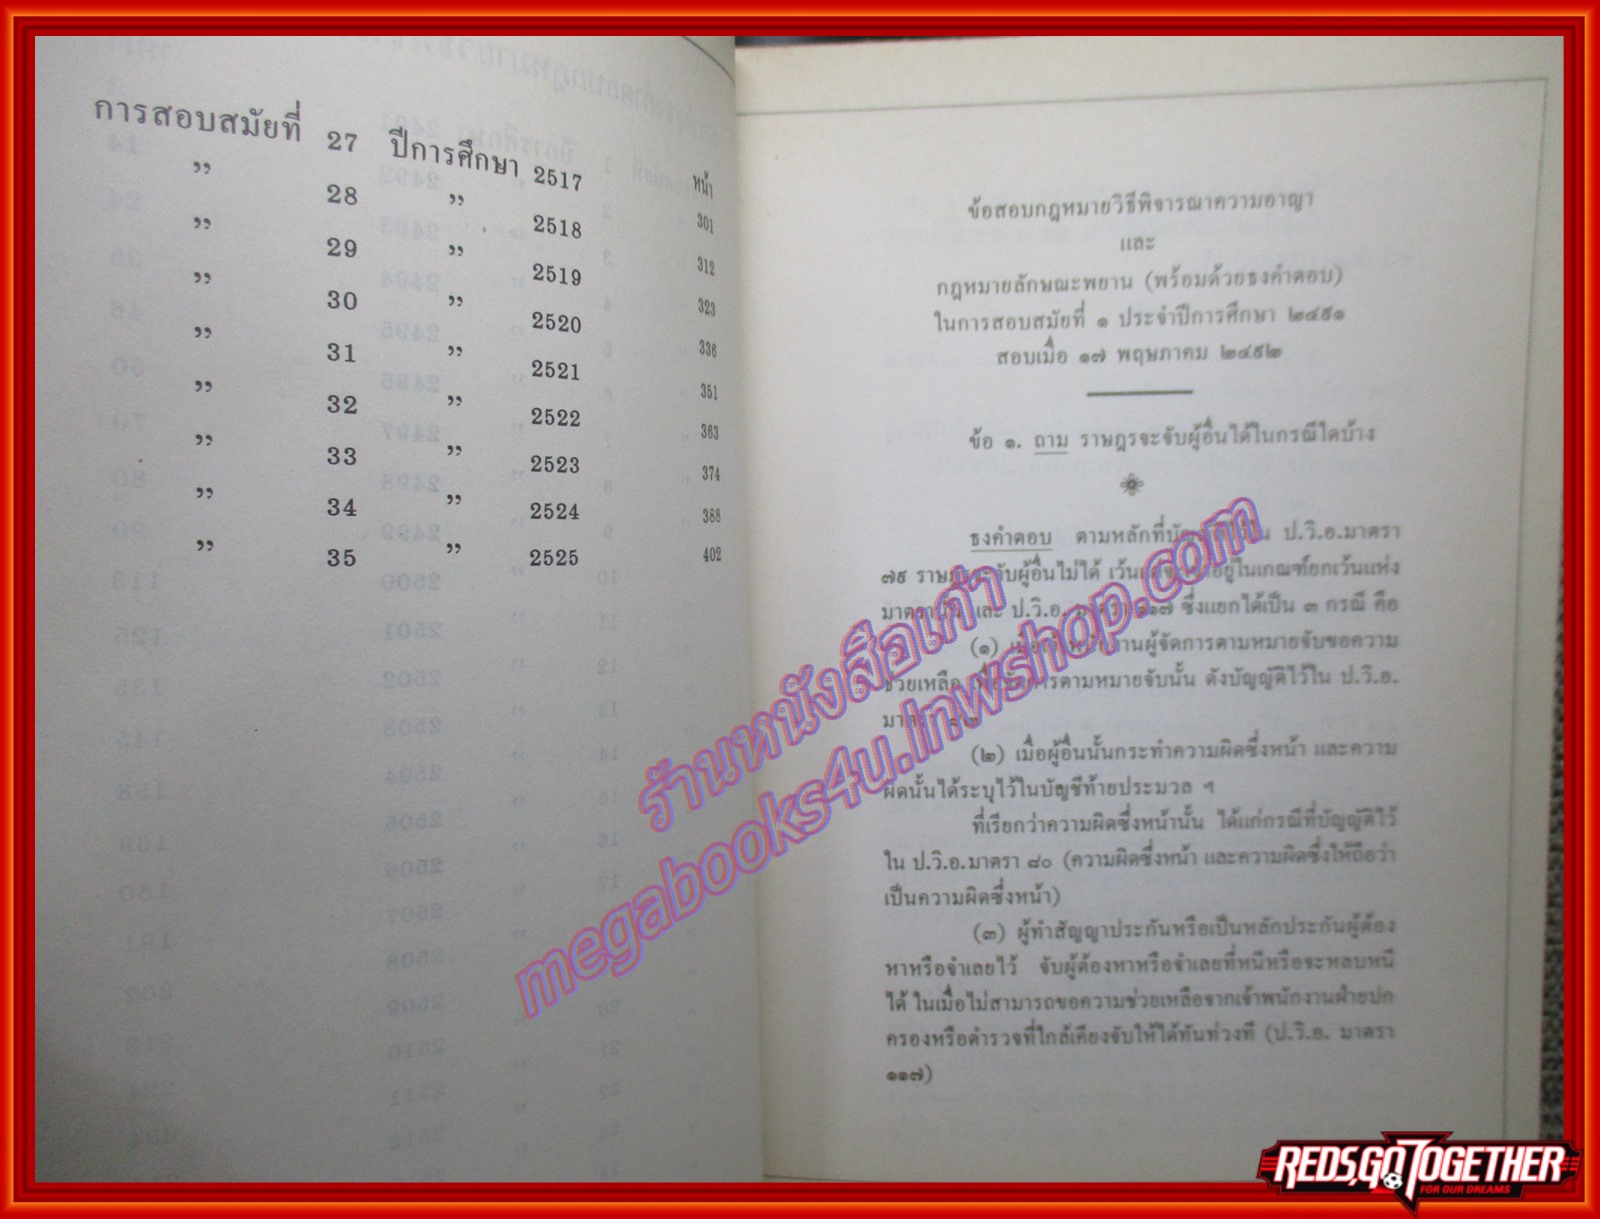 การสอบสมัยที่ 27 ปีการศึกษา 2517 หน้า 301
” 28 ” 2518 312
” 29 ” 2519 323
” 30 ” 2520 336
” 31 ” 2521 351
” 32 ” 2522 363
” 33 ” 2523 374
” 34 ” 2524 388
” 35 ” 2525 402
ข้อสอบกฎหมายวิธีพิจารณาความอาญา
และ
กฎหมายลักษณะพยาน (พร้อมด้วยธงคำตอบ)
ในการสอบสมัยที่ ๑ ประจำปีการศึกษา ๒๔๙๑
สอบเมื่อ ๑๗ พฤษภาคม ๒๔๙๒
ข้อ ๑. ถาม ราษฎรจะจับผู้อื่นได้ในกรณีใดบ้าง
ธงคำตอบ ตามหลักที่บัญญัติไว้ใน ป.วิ.อ.มาตรา
๗๙ ราษฎรจะจับผู้อื่นไม่ได้ เว้นแต่จะเข้าอยู่ในเกณฑ์ยกเว้นแห่ง
มาตรานั้น และ ป.วิ.อ. มาตรา ๑๑๗ ซึ่งแยกได้เป็น ๓ กรณี คือ
(๑) เมื่อเจ้าพนักงานผู้จัดการตามหมายจับขอความ
ช่วยเหลือ เพื่อจัดการตามหมายจับนั้น ดังบัญญัติไว้ใน ป.วิ.อ.
มาตรา ๘๒
(๒) เมื่อผู้อื่นนั้นกระทำความผิดซึ่งหน้า และความ
ผิดนั้นได้ระบุไว้ในบัญชีท้ายประมวล ฯ
ที่เรียกว่าความผิดซึ่งหน้านั้น ได้แก่กรณีที่บัญญัติไว้
ใน ป.วิ.อ.มาตรา ๘๐ (ความผิดซึ่งหน้า และความผิดซึ่งให้ถือว่า
เป็นความผิดซึ่งหน้า)
(๓) ผู้ทำสัญญาประกันหรือเป็นหลักประกันผู้ต้อง
หาหรือจำเลยไว้ จับผู้ต้องหาหรือจำเลยที่หนีหรือจะหลบหนี
ได้ ในเมื่อไม่สามารถขอความช่วยเหลือจากเจ้าพนักงานฝ่ายปก
ครองหรือตำรวจที่ใกล้เคียงจับให้ได้ทันท่วงที (ป.วิ.อ. มาตรา
๑๑๗)
ร้านหนังสือเก่า
megabooks4u.lnwshop.com
REDS,GO TOGETHER
FOR OUR DREAMS